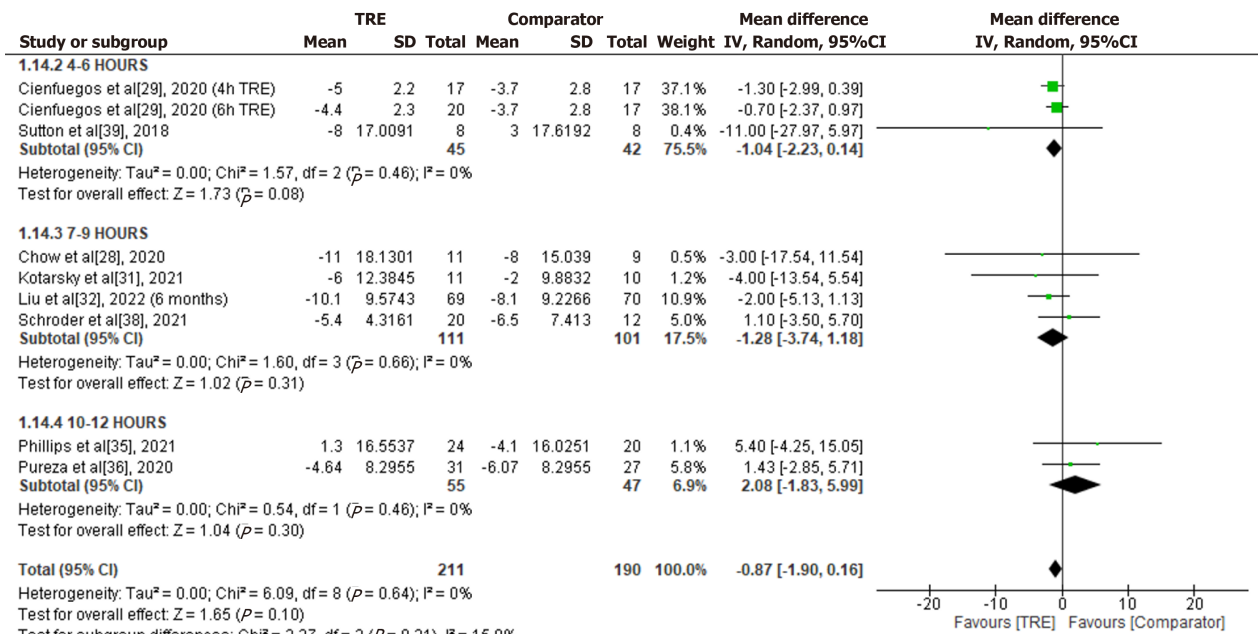 TRE Comparator Mean difference Mean difference
Study or subgroup Mean SD Total Mean SD Total Weight IV, Random, 95%CI IV, Random, 95%CI
1.14.2 4-6 HOURS
Cienfuegos et al[29], 2020 (4h TRE) -5 2.2 17 -3.7 2.8 17 37.1% -1.30 [-2.99, 0.39]
Cienfuegos et al[29], 2020 (6h TRE) -4.4 2.3 20 -3.7 2.8 17 38.1% -0.70 [-2.37, 0.97]
Sutton et al[39], 2018 -8 17.0091 8 3 17.6192 8 0.4% -11.00 [-27.97, 5.97]
Subtotal (95% CI) 45 42 75.5% -1.04 [-2.23, 0.14]
Heterogeneity: Tau² = 0.00; Chi² = 1.57, df = 2 (P = 0.46); I² = 0%
Test for overall effect: Z = 1.73 (P = 0.08)
1.14.3 7-9 HOURS
Chow et al[28], 2020 -11 18.1301 11 -8 15.039 9 0.5% -3.00 [-17.54, 11.54]
Kotarsky et al[31], 2021 -6 12.3845 11 -2 9.8832 10 1.2% -4.00 [-13.54, 5.54]
Liu et al[32], 2022 (6 months) -10.1 9.5743 69 -8.1 9.2266 70 10.9% -2.00 [-5.13, 1.13]
Schroder et al[38], 2021 -5.4 4.3161 20 -6.5 7.413 12 5.0% 1.10 [-3.50, 5.70]
Subtotal (95% CI) 111 101 17.5% -1.28 [-3.74, 1.18]
Heterogeneity: Tau² = 0.00; Chi² = 1.60, df = 3 (P = 0.66); I² = 0%
Test for overall effect: Z = 1.02 (P = 0.31)
1.14.4 10-12 HOURS
Phillips et al[35], 2021 1.3 16.5537 24 -4.1 16.0251 20 1.1% 5.40 [-4.25, 15.05]
Pureza et al[36], 2020 -4.64 8.2955 31 -6.07 8.2955 27 5.8% 1.43 [-2.85, 5.71]
Subtotal (95% CI) 55 47 6.9% 2.08 [-1.83, 5.99]
Heterogeneity: Tau² = 0.00; Chi² = 0.54, df = 1 (P = 0.46); I² = 0%
Test for overall effect: Z = 1.04 (P = 0.30)
Total (95% CI) 211 190 100.0% -0.87 [-1.90, 0.16]
Heterogeneity: Tau² = 0.00; Chi² = 6.09, df = 8 (P = 0.64); I² = 0%
Test for overall effect: Z = 1.65 (P = 0.10)
-20 -10 0 10 20
Favours [TRE] Favours [Comparator]
Test for subgroup differences: Chi² =